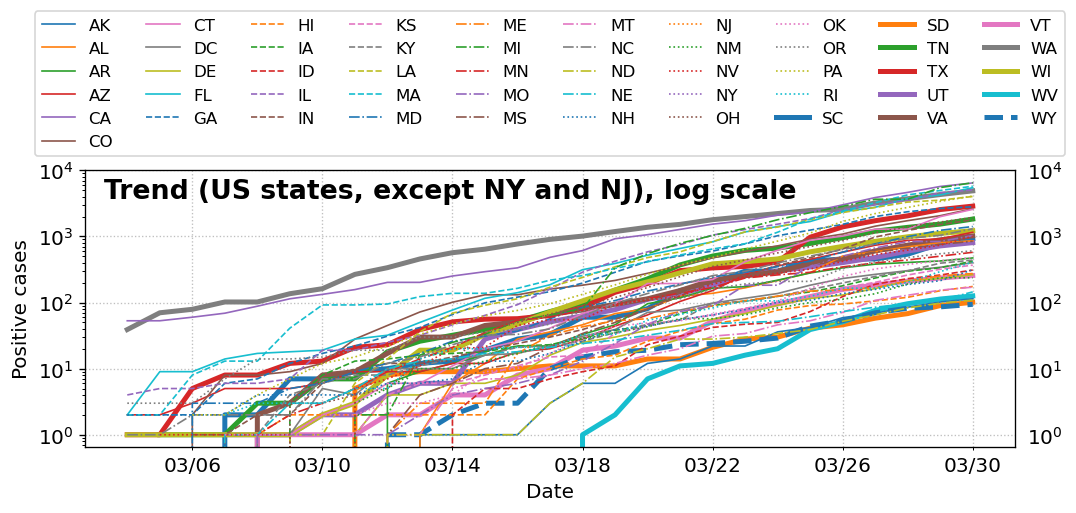 AK CT HI KS ME MT NJ OK SD VT
AL DC IA KY MI NC NM OR TN WA
AR DE ID LA MN ND NV PA TX WI
AZ FL IL MA MO NE NY RI UT WV
CA GA IN MD MS NH OH SC VA WY
CO
Trend (US states, except NY and NJ), log scale
10⁴ 10⁴
10³ 10³
10² 10²
10¹ 10¹
10⁰ 10⁰
Positive cases
03/06 03/10 03/14 03/18 03/22 03/26 03/30
Date